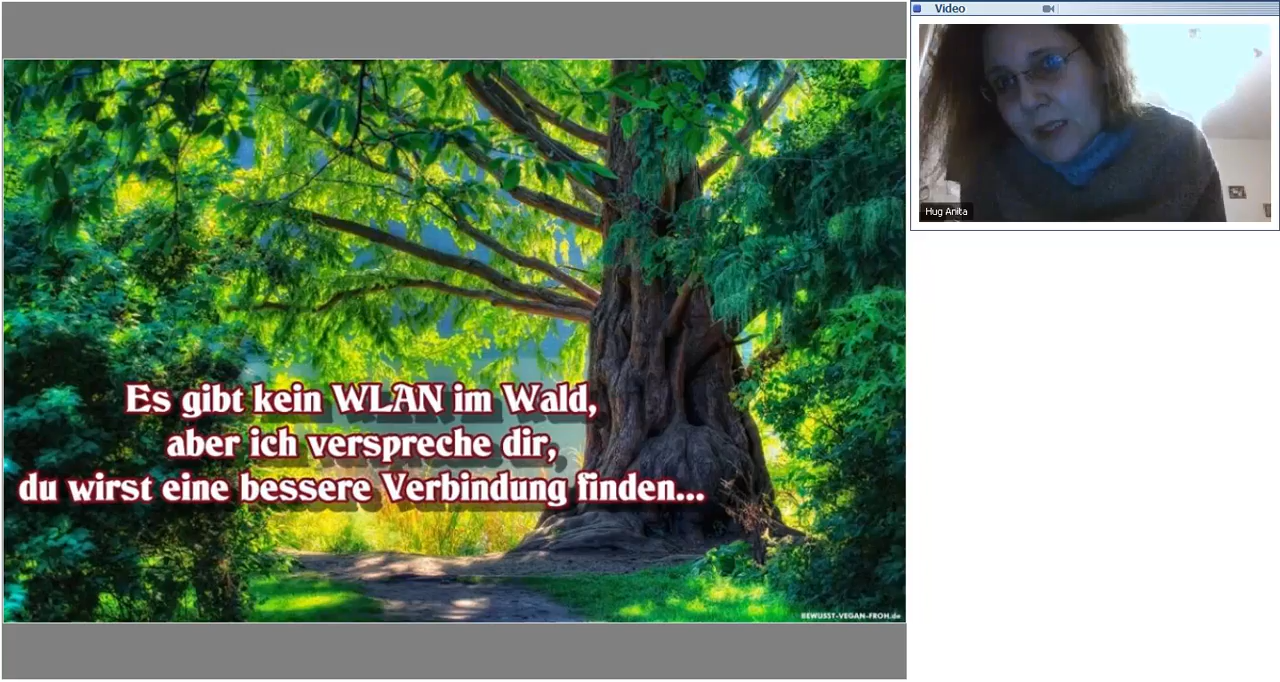 Video
Hug Anita
Es gibt kein WLAN im Wald,
aber ich verspreche dir,
du wirst eine bessere Verbindung finden...
BEWUSST-VEGAN-FROH.de